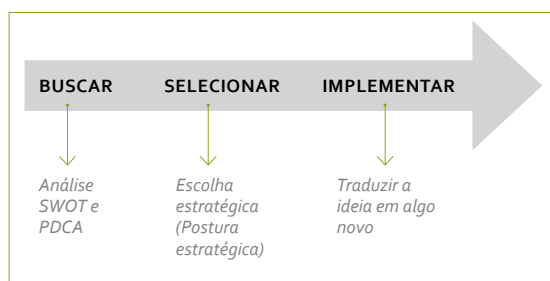 BUSCAR SELECIONAR IMPLEMENTAR
Análise
SWOT e
PDCA
Escolha
estratégica
(Postura
estratégica)
Traduzir a
ideia em algo
novo